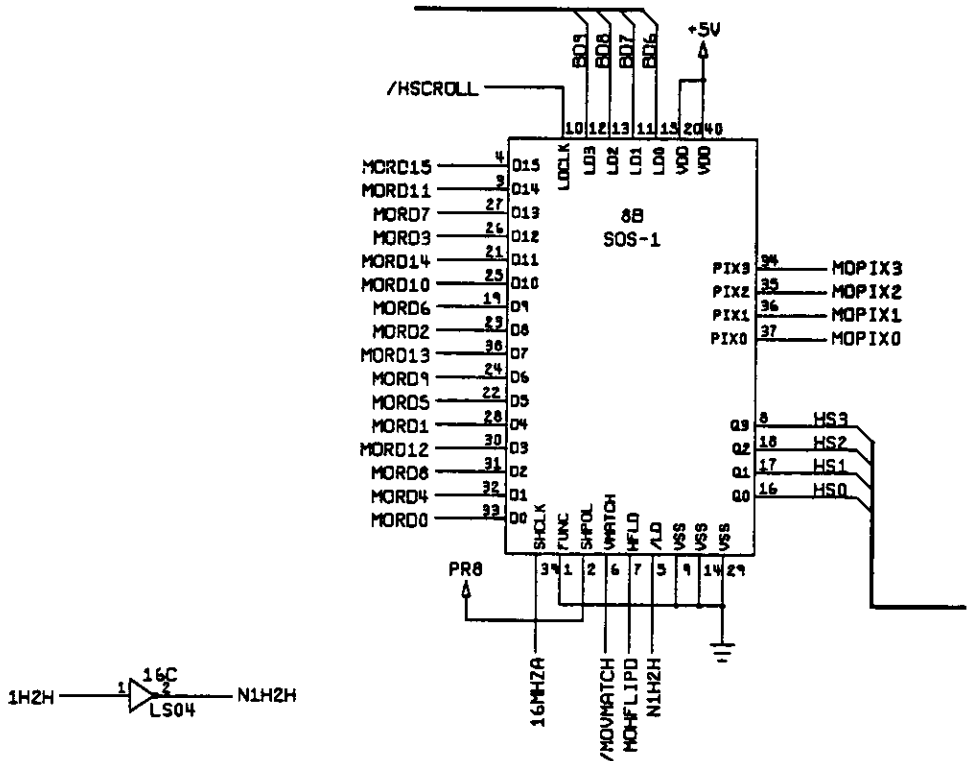 BD9 BD8 BD7 BD6
+5V
/HSCROLL
10 12 13 11 15 20 40
LDCLK LD3 LD2 LD1 LD0 VDD VDD
8B
SOS-1
MORD15 4 D15
MORD11 3 D14
MORD7 27 D13
MORD3 26 D12
MORD14 21 D11
MORD10 25 D10
MORD6 19 D9
MORD2 23 D8
MORD13 38 D7
MORD9 24 D6
MORD5 22 D5
MORD1 28 D4
MORD12 30 D3
MORD8 31 D2
MORD4 32 D1
MORD0 33 D0
PIX3 34 MOPIX3
PIX2 35 MOPIX2
PIX1 36 MOPIX1
PIX0 37 MOPIX0
Q3 8 HS3
Q2 18 HS2
Q1 17 HS1
Q0 16 HS0
SHCLK FUNC SHPOL VMATCH HFLD /LD VSS VSS VSS
39 1 2 6 7 5 9 14 29
PR8
16MHZA /MOVMATCH MOHFLIPD N1H2H
1H2H 1 16C 2 N1H2H
LS04